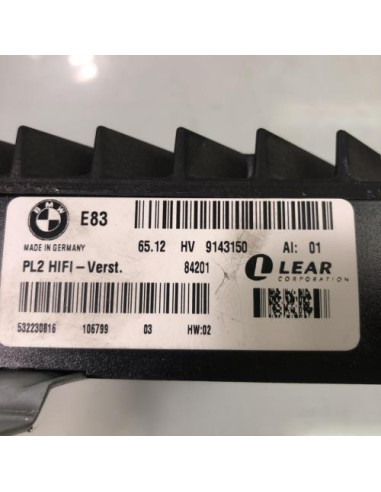 BMW E83
MADE IN GERMANY 65.12 HV 9143150 AI: 01
PL2 HIFI-Verst. 84201 LEAR
CORPORATION
532230816 106799 03 HW:02